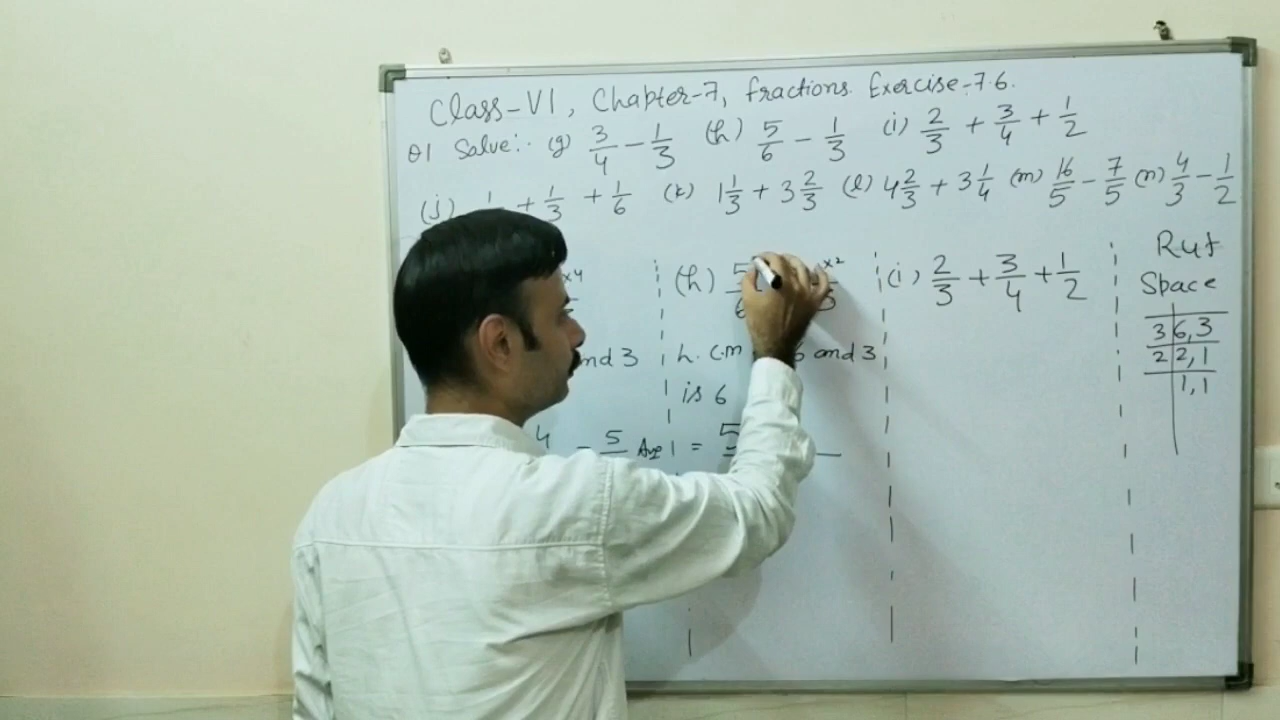 Class-VI, Chapter-7, fractions. Exercise-7.6.
Q1 Solve:- (g) 3/4 - 1/3 (h) 5/6 - 1/3 (i) 2/3 + 3/4 + 1/2
(j) + 1/3 + 1/6 (k) 1 1/3 + 3 2/3 (l) 4 2/3 + 3 1/4 (m) 16/5 - 7/5 (n) 4/3 - 1/2
x4
(h) 5/6 x2 /3
(i) 2/3 + 3/4 + 1/2
Ruf
Space
3 6, 3
2 2, 1
1, 1
and 3
L.C.m 6 and 3
is 6
4 - 5 Ans
= 5